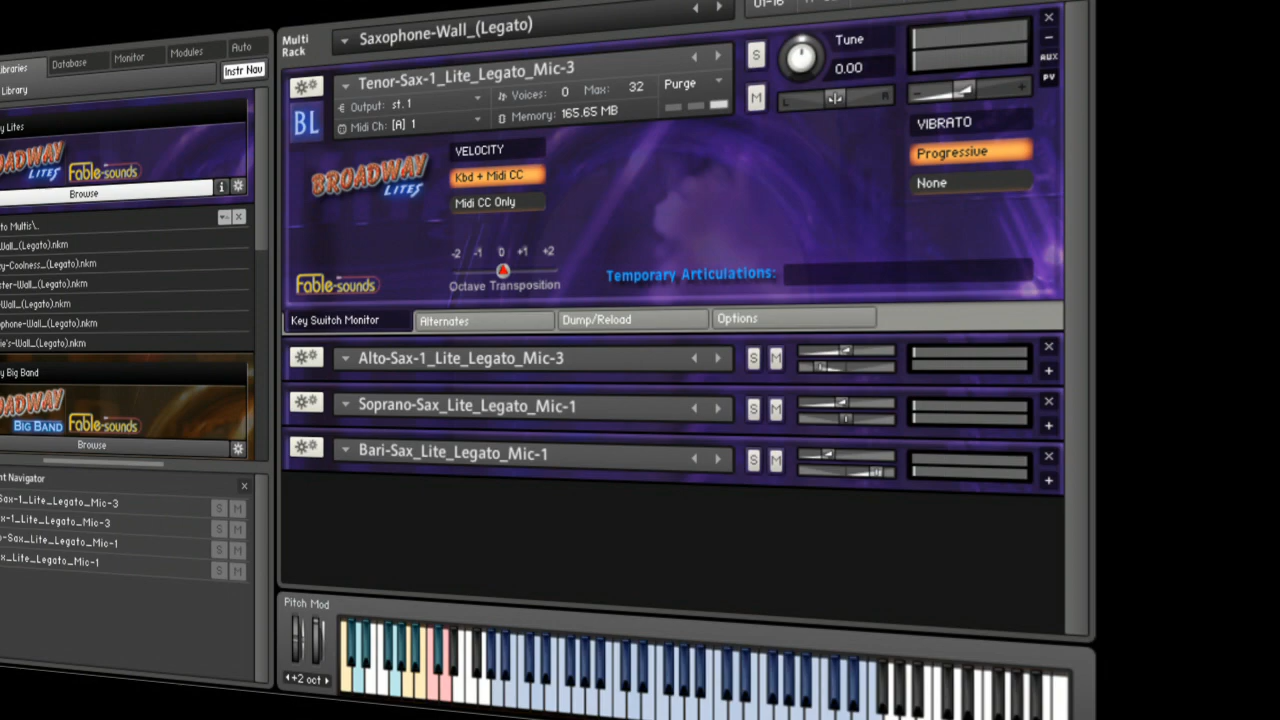 Libraries Database Monitor Modules Auto
Library
Instr Nav
y Lites
BROADWAY LITES Fable-sounds
Browse
to Multis\..
Wall_(Legato).nkm
y-Coolness_(Legato).nkm
ster-Wall_(Legato).nkm
-Wall_(Legato).nkm
phone-Wall_(Legato).nkm
ie's-Wall_(Legato).nkm
y Big Band
BROADWAY BIG BAND Fable-sounds
Browse
nt Navigator
Sax-1_Lite_Legato_Mic-3 S M
x-1_Lite_Legato_Mic-3 S M
o-Sax_Lite_Legato_Mic-1 S M
x_Lite_Legato_Mic-1 S M
Multi Rack
Saxophone-Wall_(Legato)
01-16
Tenor-Sax-1_Lite_Legato_Mic-3
Output: st. 1 Voices: 0 Max: 32 Purge
Midi Ch: [A] 1 Memory: 165.65 MB
S
M
Tune
0.00
L R
AUX
PV
BL
BROADWAY LITES
VELOCITY
Kbd + Midi CC
Midi CC Only
VIBRATO
Progressive
None
-2 -1 0 +1 +2
Octave Transposition
Fable-sounds
Temporary Articulations:
Key Switch Monitor Alternates Dump/Reload Options
Alto-Sax-1_Lite_Legato_Mic-3 S M
Soprano-Sax_Lite_Legato_Mic-1 S M
Bari-Sax_Lite_Legato_Mic-1 S M
Pitch Mod
+2 oct